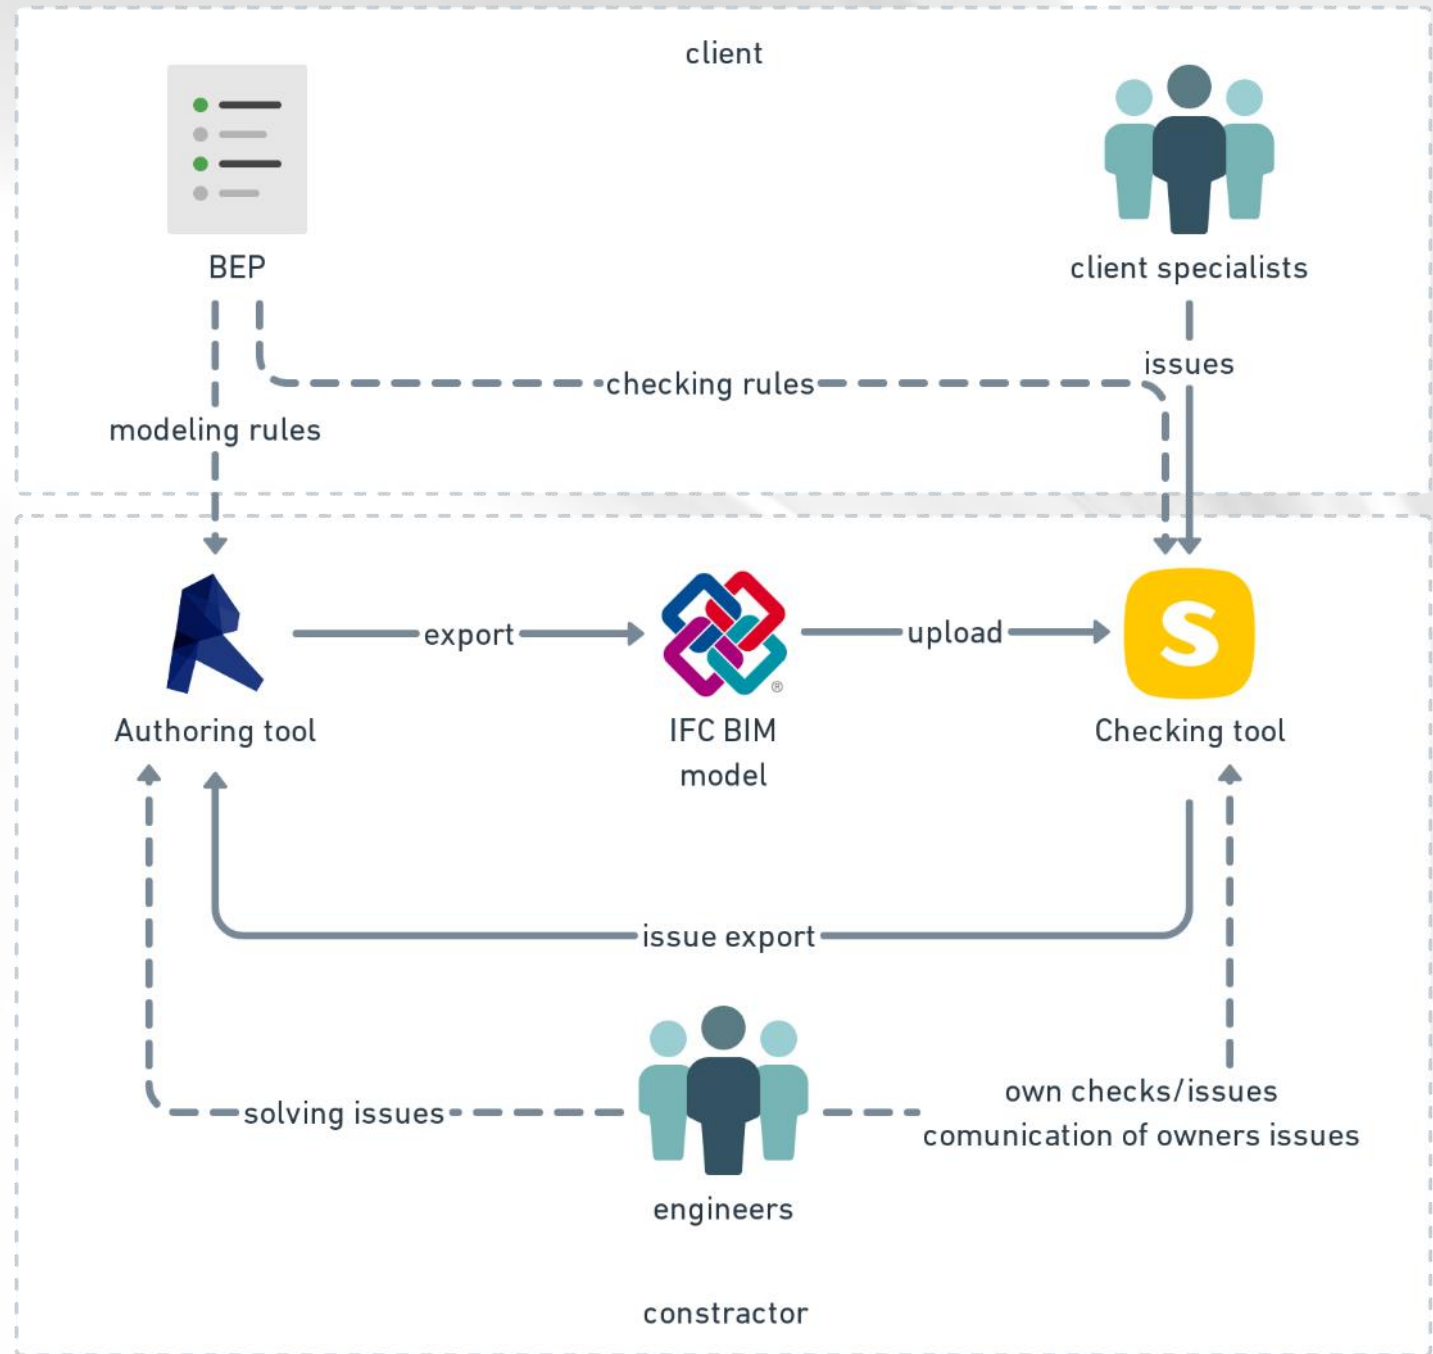 client
BEP
client specialists
issues
checking rules
modeling rules
export
upload
S
Authoring tool
IFC BIM
model
®
Checking tool
issue export
own checks/issues
solving issues
comunication of owners issues
engineers
constractor